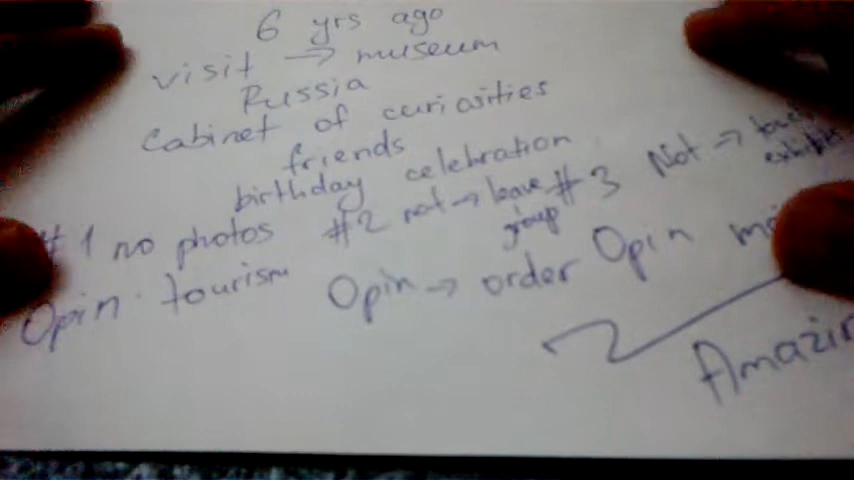 6 yrs ago
visit → museum
Russia
Cabinet of curiosities
friends
birthday celebration
#1 no photos #2 not → leave group #3 Not →
Opin. tourism Opin → order Opin